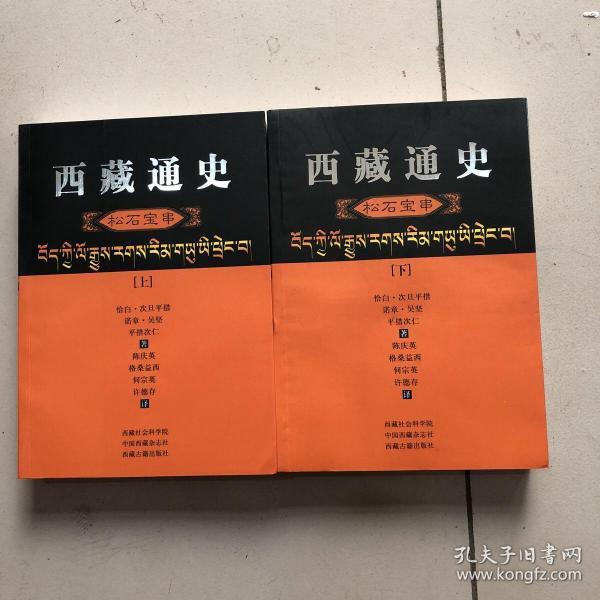 西藏通史
松石宝串
བོད་ཀྱི་ལོ་རྒྱུས་རགས་རིམ་གཡུ་ཡི་ཕྲེང་བ།
[上]
恰白·次旦平措
诺章·吴坚
平措次仁
著
陈庆英
格桑益西
何宗英
许德存
译
西藏社会科学院
中国西藏杂志社
西藏古籍出版社
西藏通史
松石宝串
བོད་ཀྱི་ལོ་རྒྱུས་རགས་རིམ་གཡུ་ཡི་ཕྲེང་བ།
[下]
恰白·次旦平措
诺章·吴坚
平措次仁
著
陈庆英
格桑益西
何宗英
许德存
译
西藏社会科学院
中国西藏杂志社
西藏古籍出版社
孔夫子旧书网
www.kongfz.com